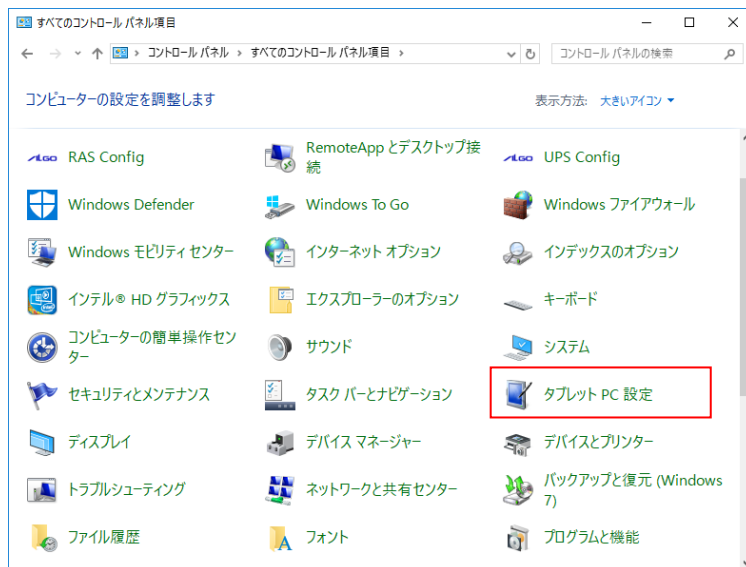 すべてのコントロール パネル項目
コントロール パネル › すべてのコントロール パネル項目 ›
コントロール パネルの検索
コンピューターの設定を調整します
表示方法: 大きいアイコン
ALGO RAS Config
RemoteApp とデスクトップ接
続
ALGO UPS Config
Windows Defender
Windows To Go
Windows ファイアウォール
Windows モビリティ センター
インターネット オプション
インデックスのオプション
インテル® HD グラフィックス
エクスプローラーのオプション
キーボード
コンピューターの簡単操作セン
ター
サウンド
システム
セキュリティとメンテナンス
タスク バーとナビゲーション
タブレット PC 設定
ディスプレイ
デバイス マネージャー
デバイスとプリンター
トラブルシューティング
ネットワークと共有センター
バックアップと復元 (Windows
7)
ファイル履歴
フォント
プログラムと機能